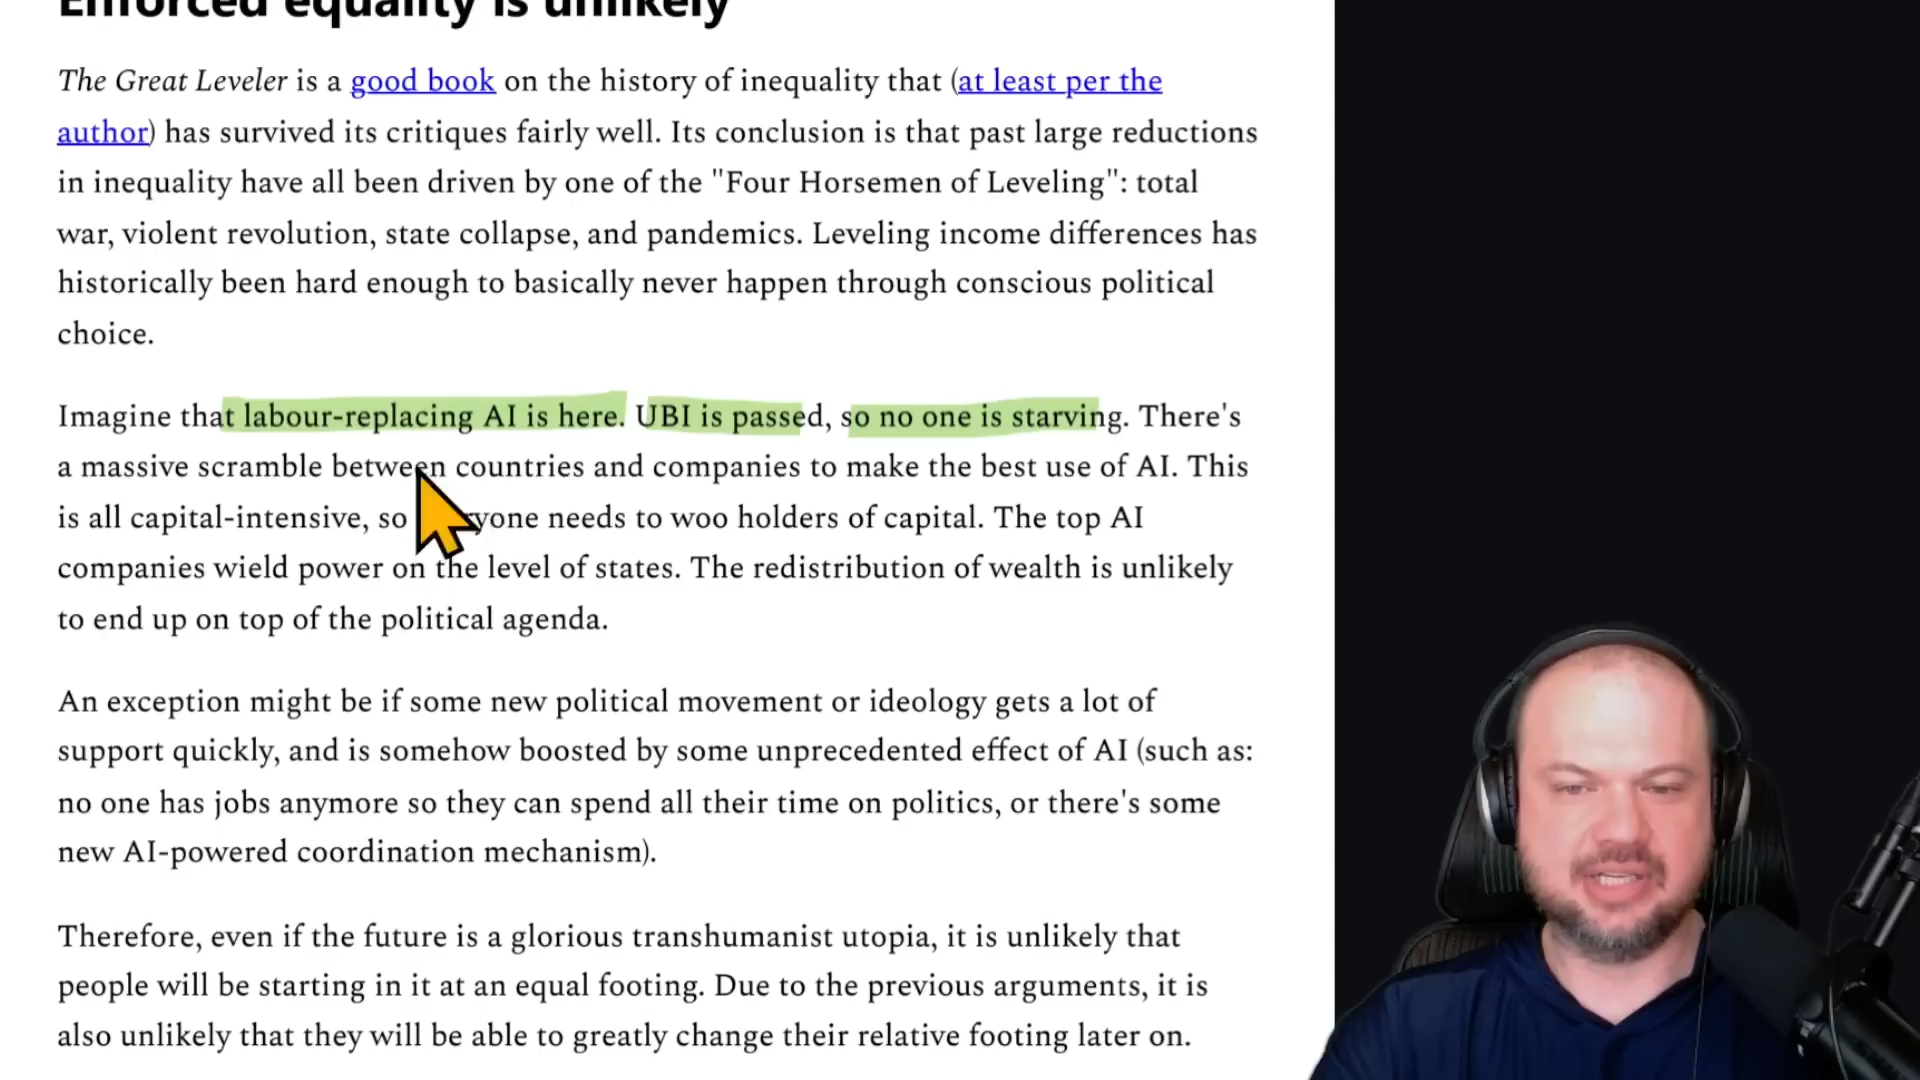 Enforced equality is unlikely
The Great Leveler is a good book on the history of inequality that (at least per the
author) has survived its critiques fairly well. Its conclusion is that past large reductions
in inequality have all been driven by one of the "Four Horsemen of Leveling": total
war, violent revolution, state collapse, and pandemics. Leveling income differences has
historically been hard enough to basically never happen through conscious political
choice.
Imagine that labour-replacing AI is here. UBI is passed, so no one is starving. There's
a massive scramble between countries and companies to make the best use of AI. This
is all capital-intensive, so yone needs to woo holders of capital. The top AI
companies wield power on the level of states. The redistribution of wealth is unlikely
to end up on top of the political agenda.
An exception might be if some new political movement or ideology gets a lot of
support quickly, and is somehow boosted by some unprecedented effect of AI (such as:
no one has jobs anymore so they can spend all their time on politics, or there's some
new AI-powered coordination mechanism).
Therefore, even if the future is a glorious transhumanist utopia, it is unlikely that
people will be starting in it at an equal footing. Due to the previous arguments, it is
also unlikely that they will be able to greatly change their relative footing later on.